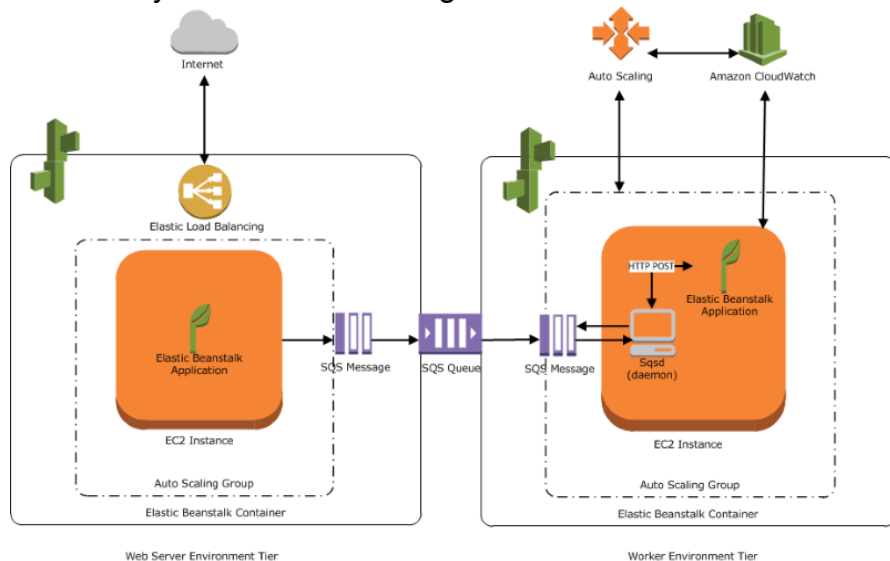 Internet
Auto Scaling
Amazon CloudWatch
Elastic Load Balancing
HTTP POST
Elastic Beanstalk
Application
Elastic Beanstalk
Application
SQS Message
SQS Queue
SQS Message
Sqsd
(daemon)
EC2 Instance
EC2 Instance
Auto Scaling Group
Auto Scaling Group
Elastic Beanstalk Container
Elastic Beanstalk Container
Web Server Environment Tier
Worker Environment Tier